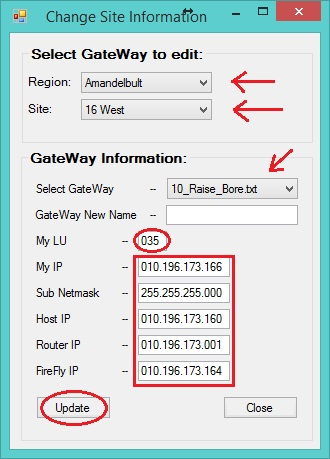 Change Site Information
Select GateWay to edit:
Region: Amandelbult
Site: 16 West
GateWay Information:
Select GateWay -- 10_Raise_Bore.txt
GateWay New Name --
My LU -- 035
My IP -- 010.196.173.166
Sub Netmask -- 255.255.255.000
Host IP -- 010.196.173.160
Router IP -- 010.196.173.001
FireFly IP -- 010.196.173.164
Update Close